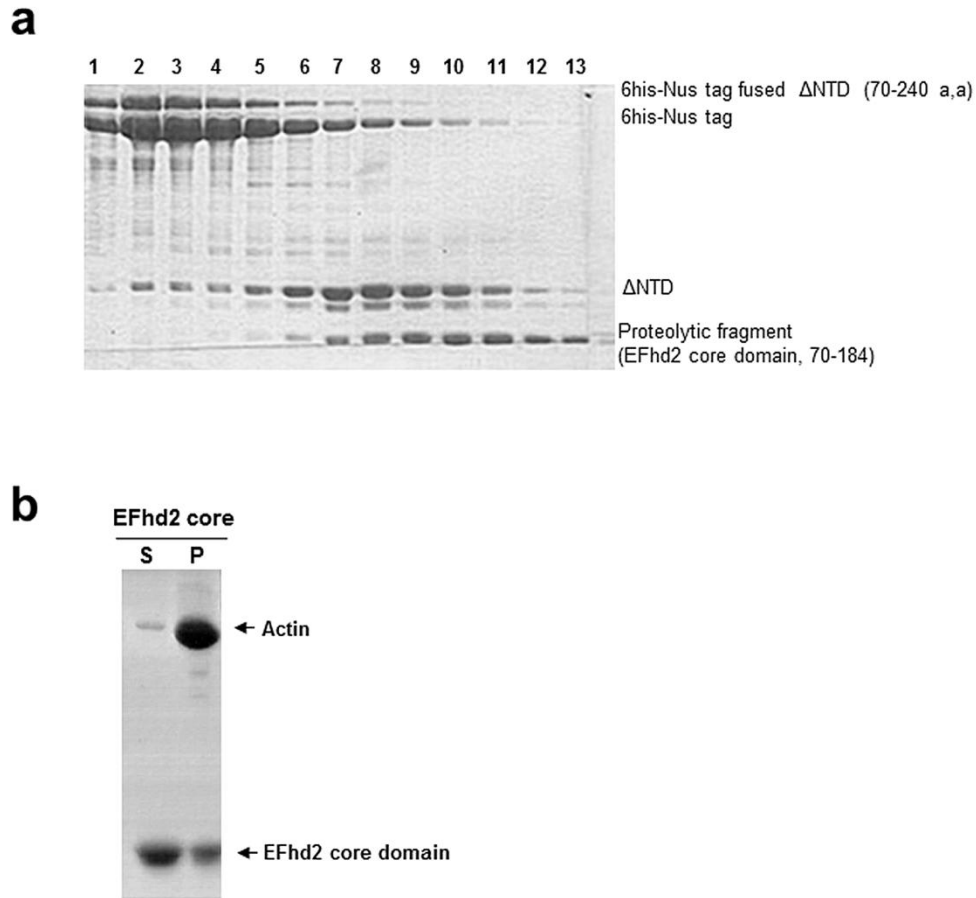 a
1 2 3 4 5 6 7 8 9 10 11 12 13
6his-Nus tag fused ΔNTD (70-240 a,a)
6his-Nus tag
ΔNTD
Proteolytic fragment
(EFhd2 core domain, 70-184)
b
EFhd2 core
S P
Actin
EFhd2 core domain